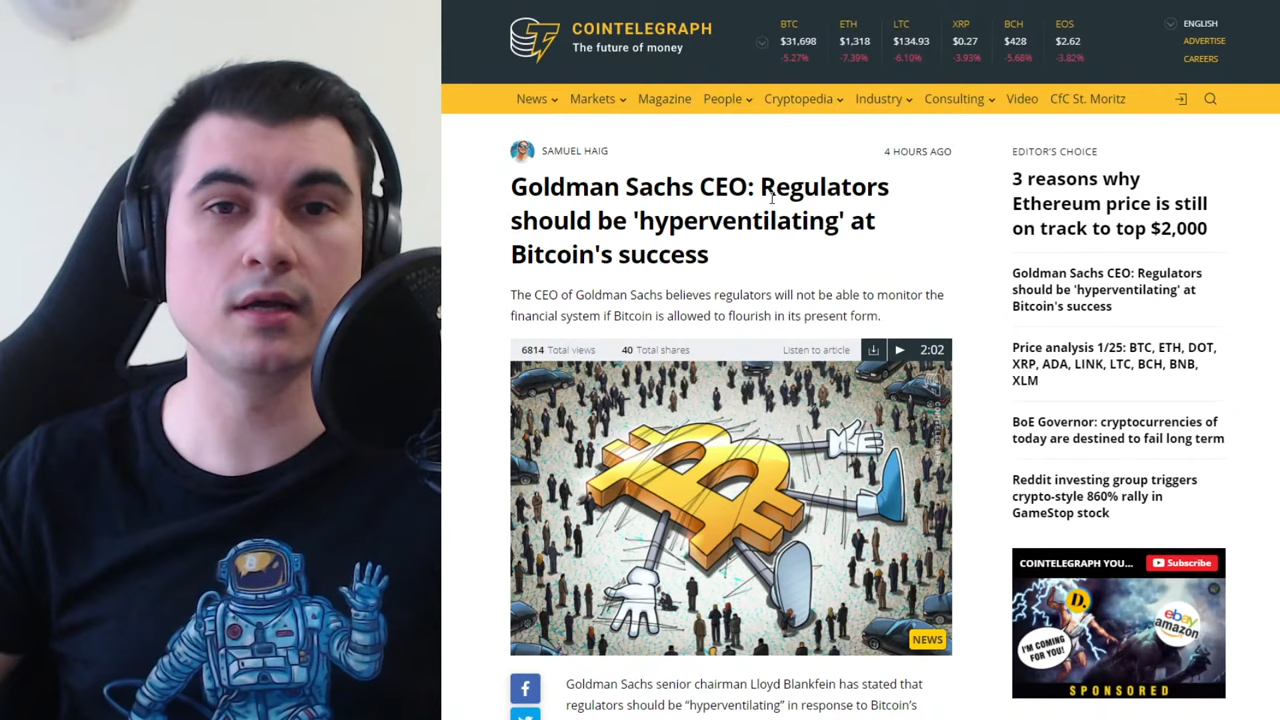 COINTELEGRAPH
The future of money
BTC ETH LTC XRP BCH EOS
$31,698 $1,318 $134.93 $0.27 $428 $2.62
-5.27% -7.39% -6.10% -3.93% -5.68% -3.82%
ENGLISH
ADVERTISE
CAREERS
News Markets Magazine People Cryptopedia Industry Consulting Video CfC St. Moritz
SAMUEL HAIG
4 HOURS AGO
Goldman Sachs CEO: Regulators
should be 'hyperventilating' at
Bitcoin's success
The CEO of Goldman Sachs believes regulators will not be able to monitor the
financial system if Bitcoin is allowed to flourish in its present form.
6814 Total views 40 Total shares Listen to article 2:02
NEWS
Goldman Sachs senior chairman Lloyd Blankfein has stated that
regulators should be “hyperventilating” in response to Bitcoin’s
EDITOR'S CHOICE
3 reasons why
Ethereum price is still
on track to top $2,000
Goldman Sachs CEO: Regulators
should be 'hyperventilating' at
Bitcoin's success
Price analysis 1/25: BTC, ETH, DOT,
XRP, ADA, LINK, LTC, BCH, BNB,
XLM
BoE Governor: cryptocurrencies of
today are destined to fail long term
Reddit investing group triggers
crypto-style 860% rally in
GameStop stock
COINTELEGRAPH YOU... Subscribe
D.
ebay
amazon
I'M COMING
FOR YOU!
SPONSORED